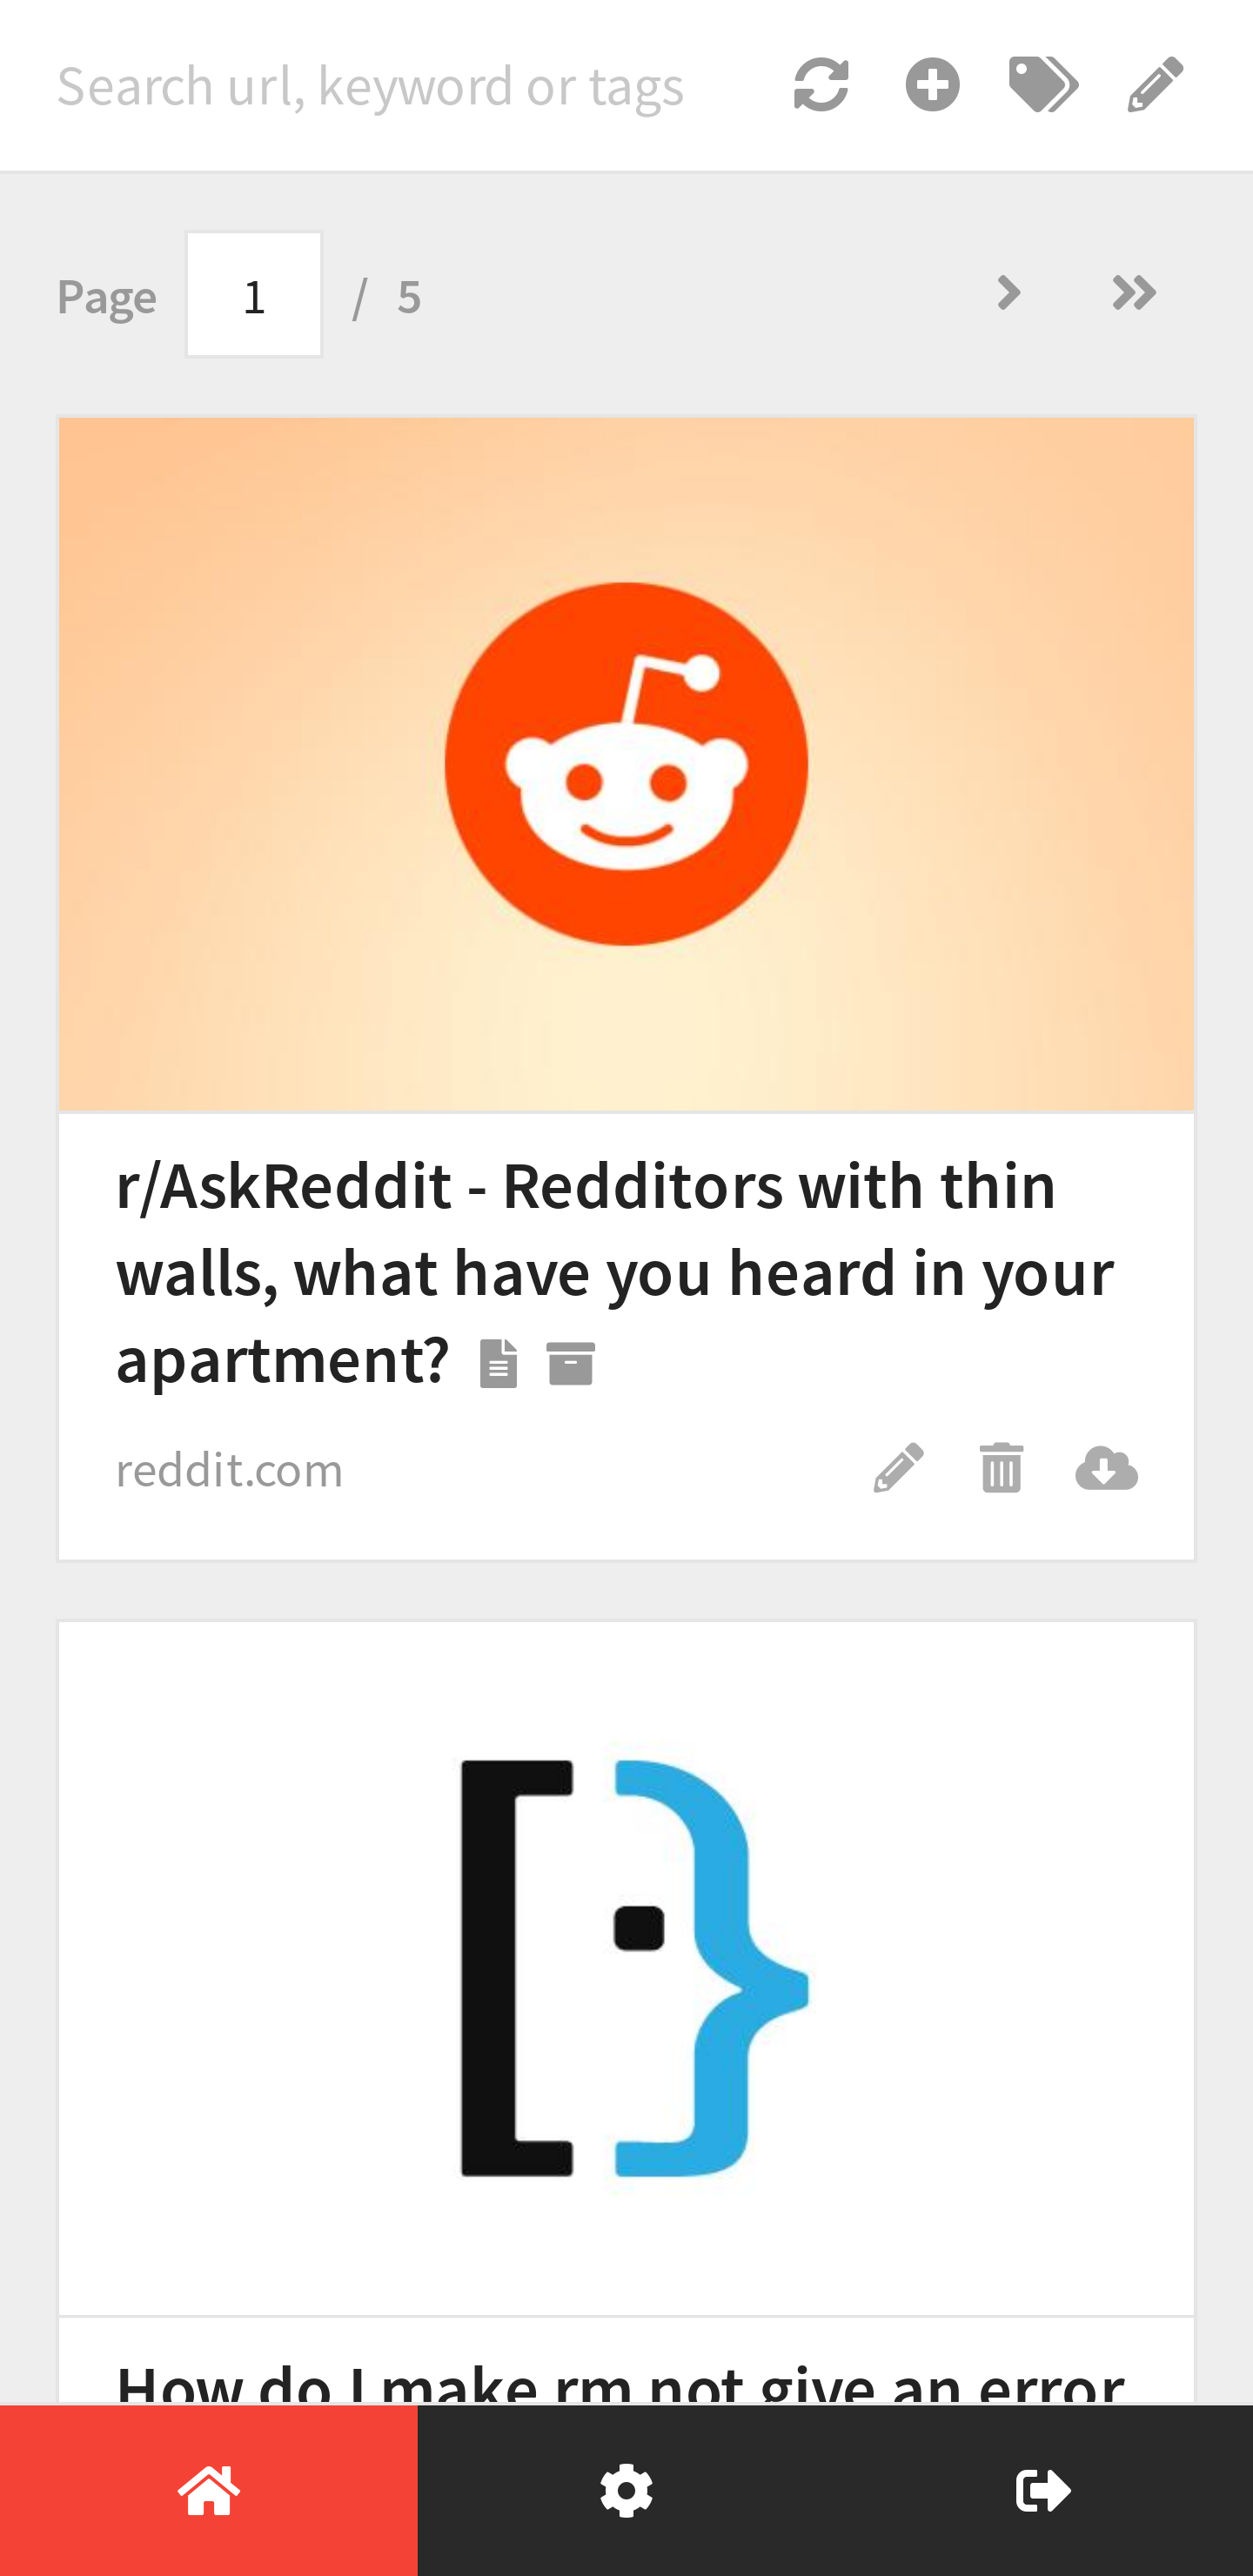 Search url, keyword or tags
Page 1 / 5
r/AskReddit - Redditors with thin
walls, what have you heard in your
apartment?
reddit.com
How do I make rm not give an error